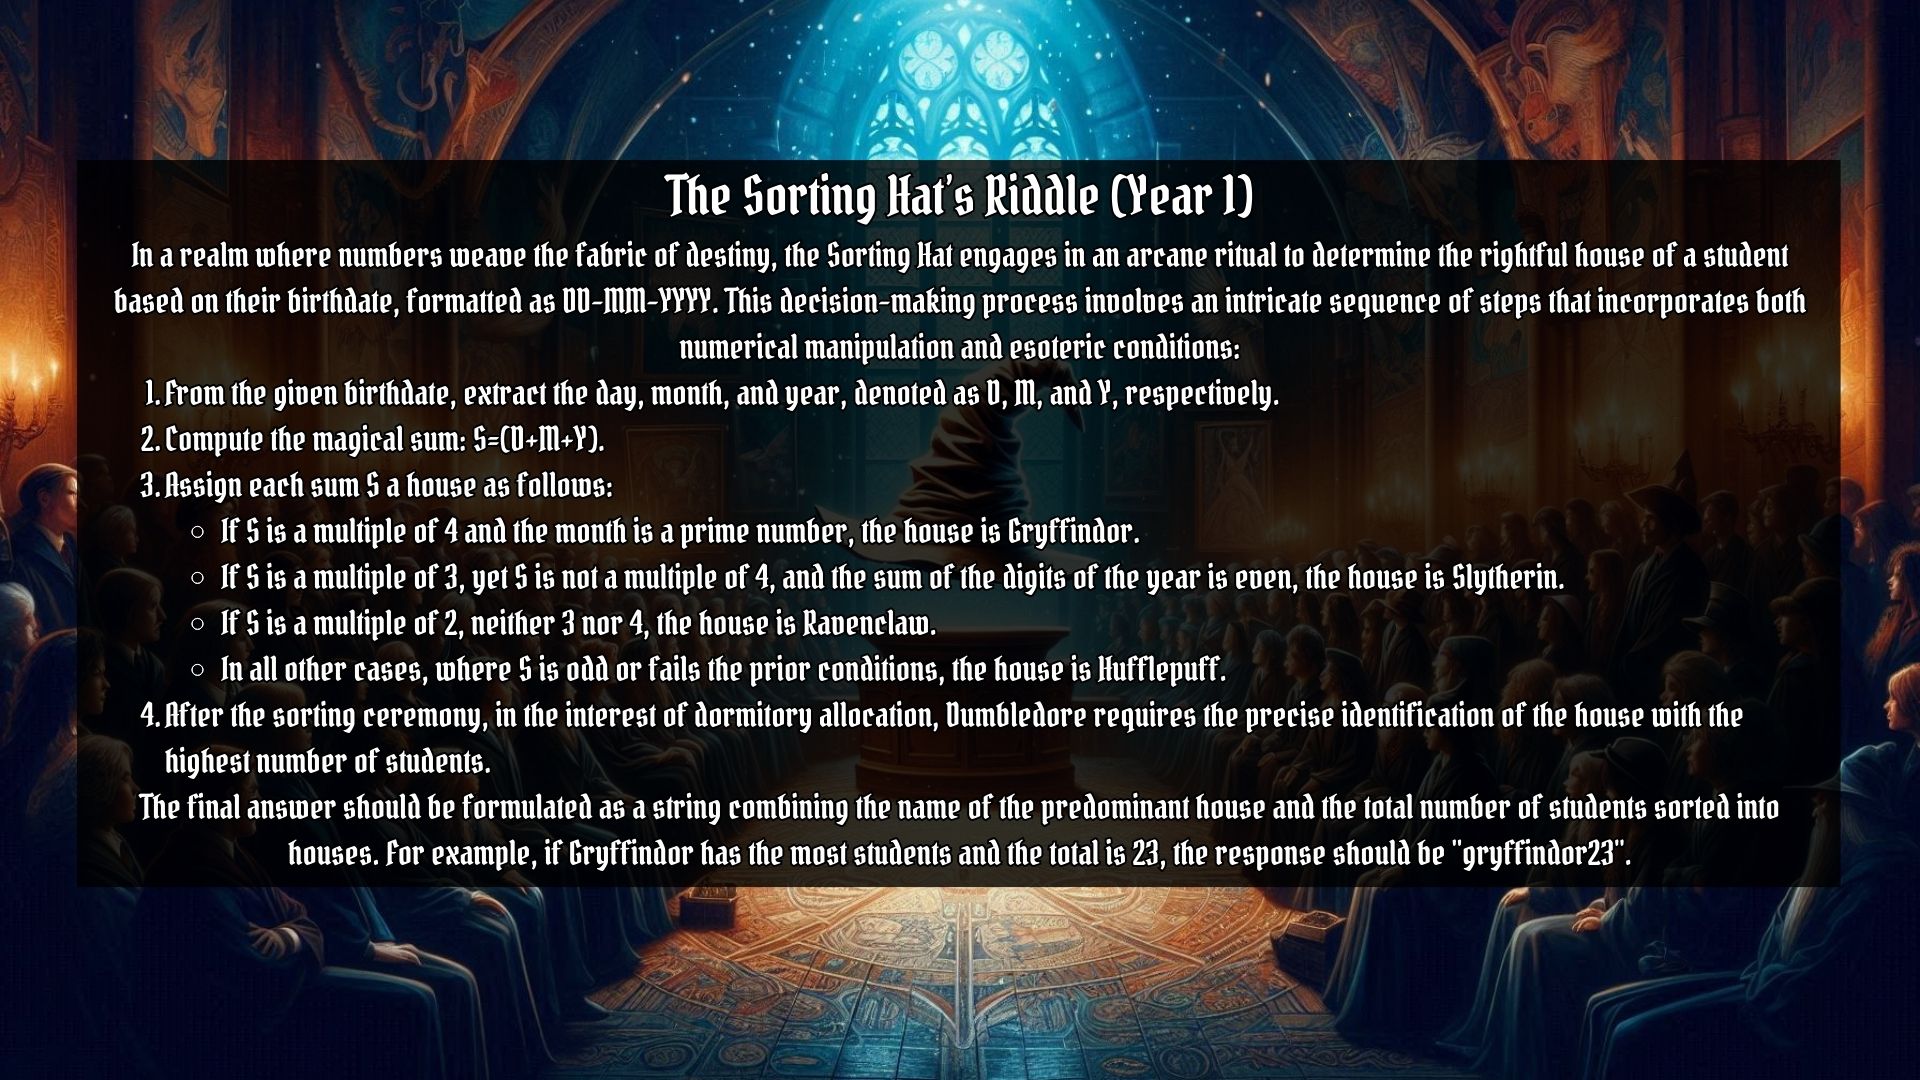 The Sorting Hat's Riddle (Year 1)
In a realm where numbers weave the fabric of destiny, the Sorting Hat engages in an arcane ritual to determine the rightful house of a student
based on their birthdate, formatted as DD-MM-YYYY. This decision-making process involves an intricate sequence of steps that incorporates both
numerical manipulation and esoteric conditions:
1. From the given birthdate, extract the day, month, and year, denoted as D, M, and Y, respectively.
2. Compute the magical sum: S=(D+M+Y).
3. Assign each sum S a house as follows:
○ If S is a multiple of 4 and the month is a prime number, the house is Gryffindor.
○ If S is a multiple of 3, yet S is not a multiple of 4, and the sum of the digits of the year is even, the house is Slytherin.
○ If S is a multiple of 2, neither 3 nor 4, the house is Ravenclaw.
○ In all other cases, where S is odd or fails the prior conditions, the house is Hufflepuff.
4. After the sorting ceremony, in the interest of dormitory allocation, Dumbledore requires the precise identification of the house with the
highest number of students.
The final answer should be formulated as a string combining the name of the predominant house and the total number of students sorted into
houses. For example, if Gryffindor has the most students and the total is 23, the response should be "gryffindor23".